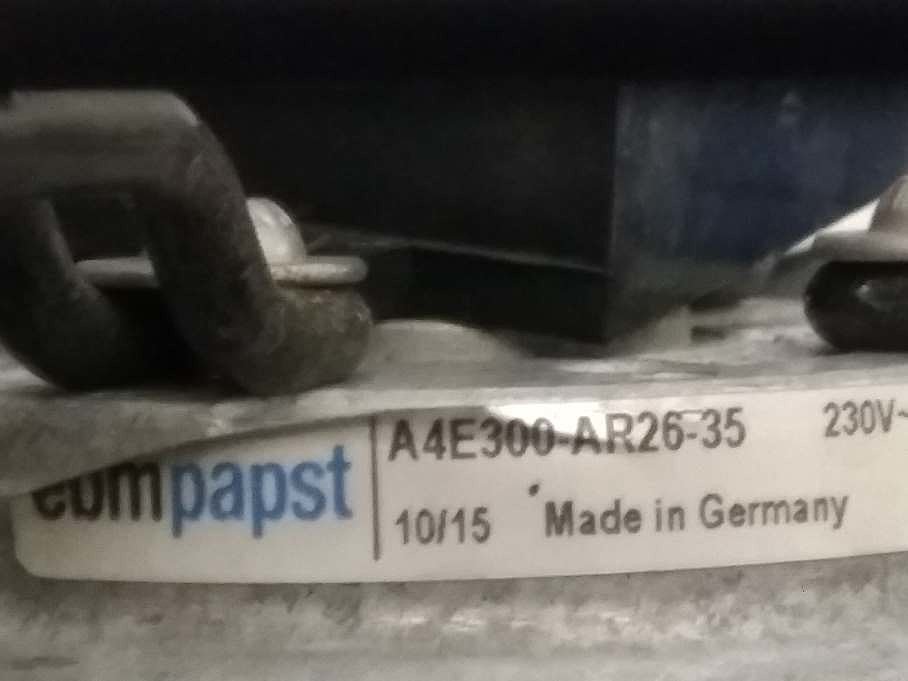 ebmpapst
A4E300-AR26-35 230V~
10/15 Made in Germany